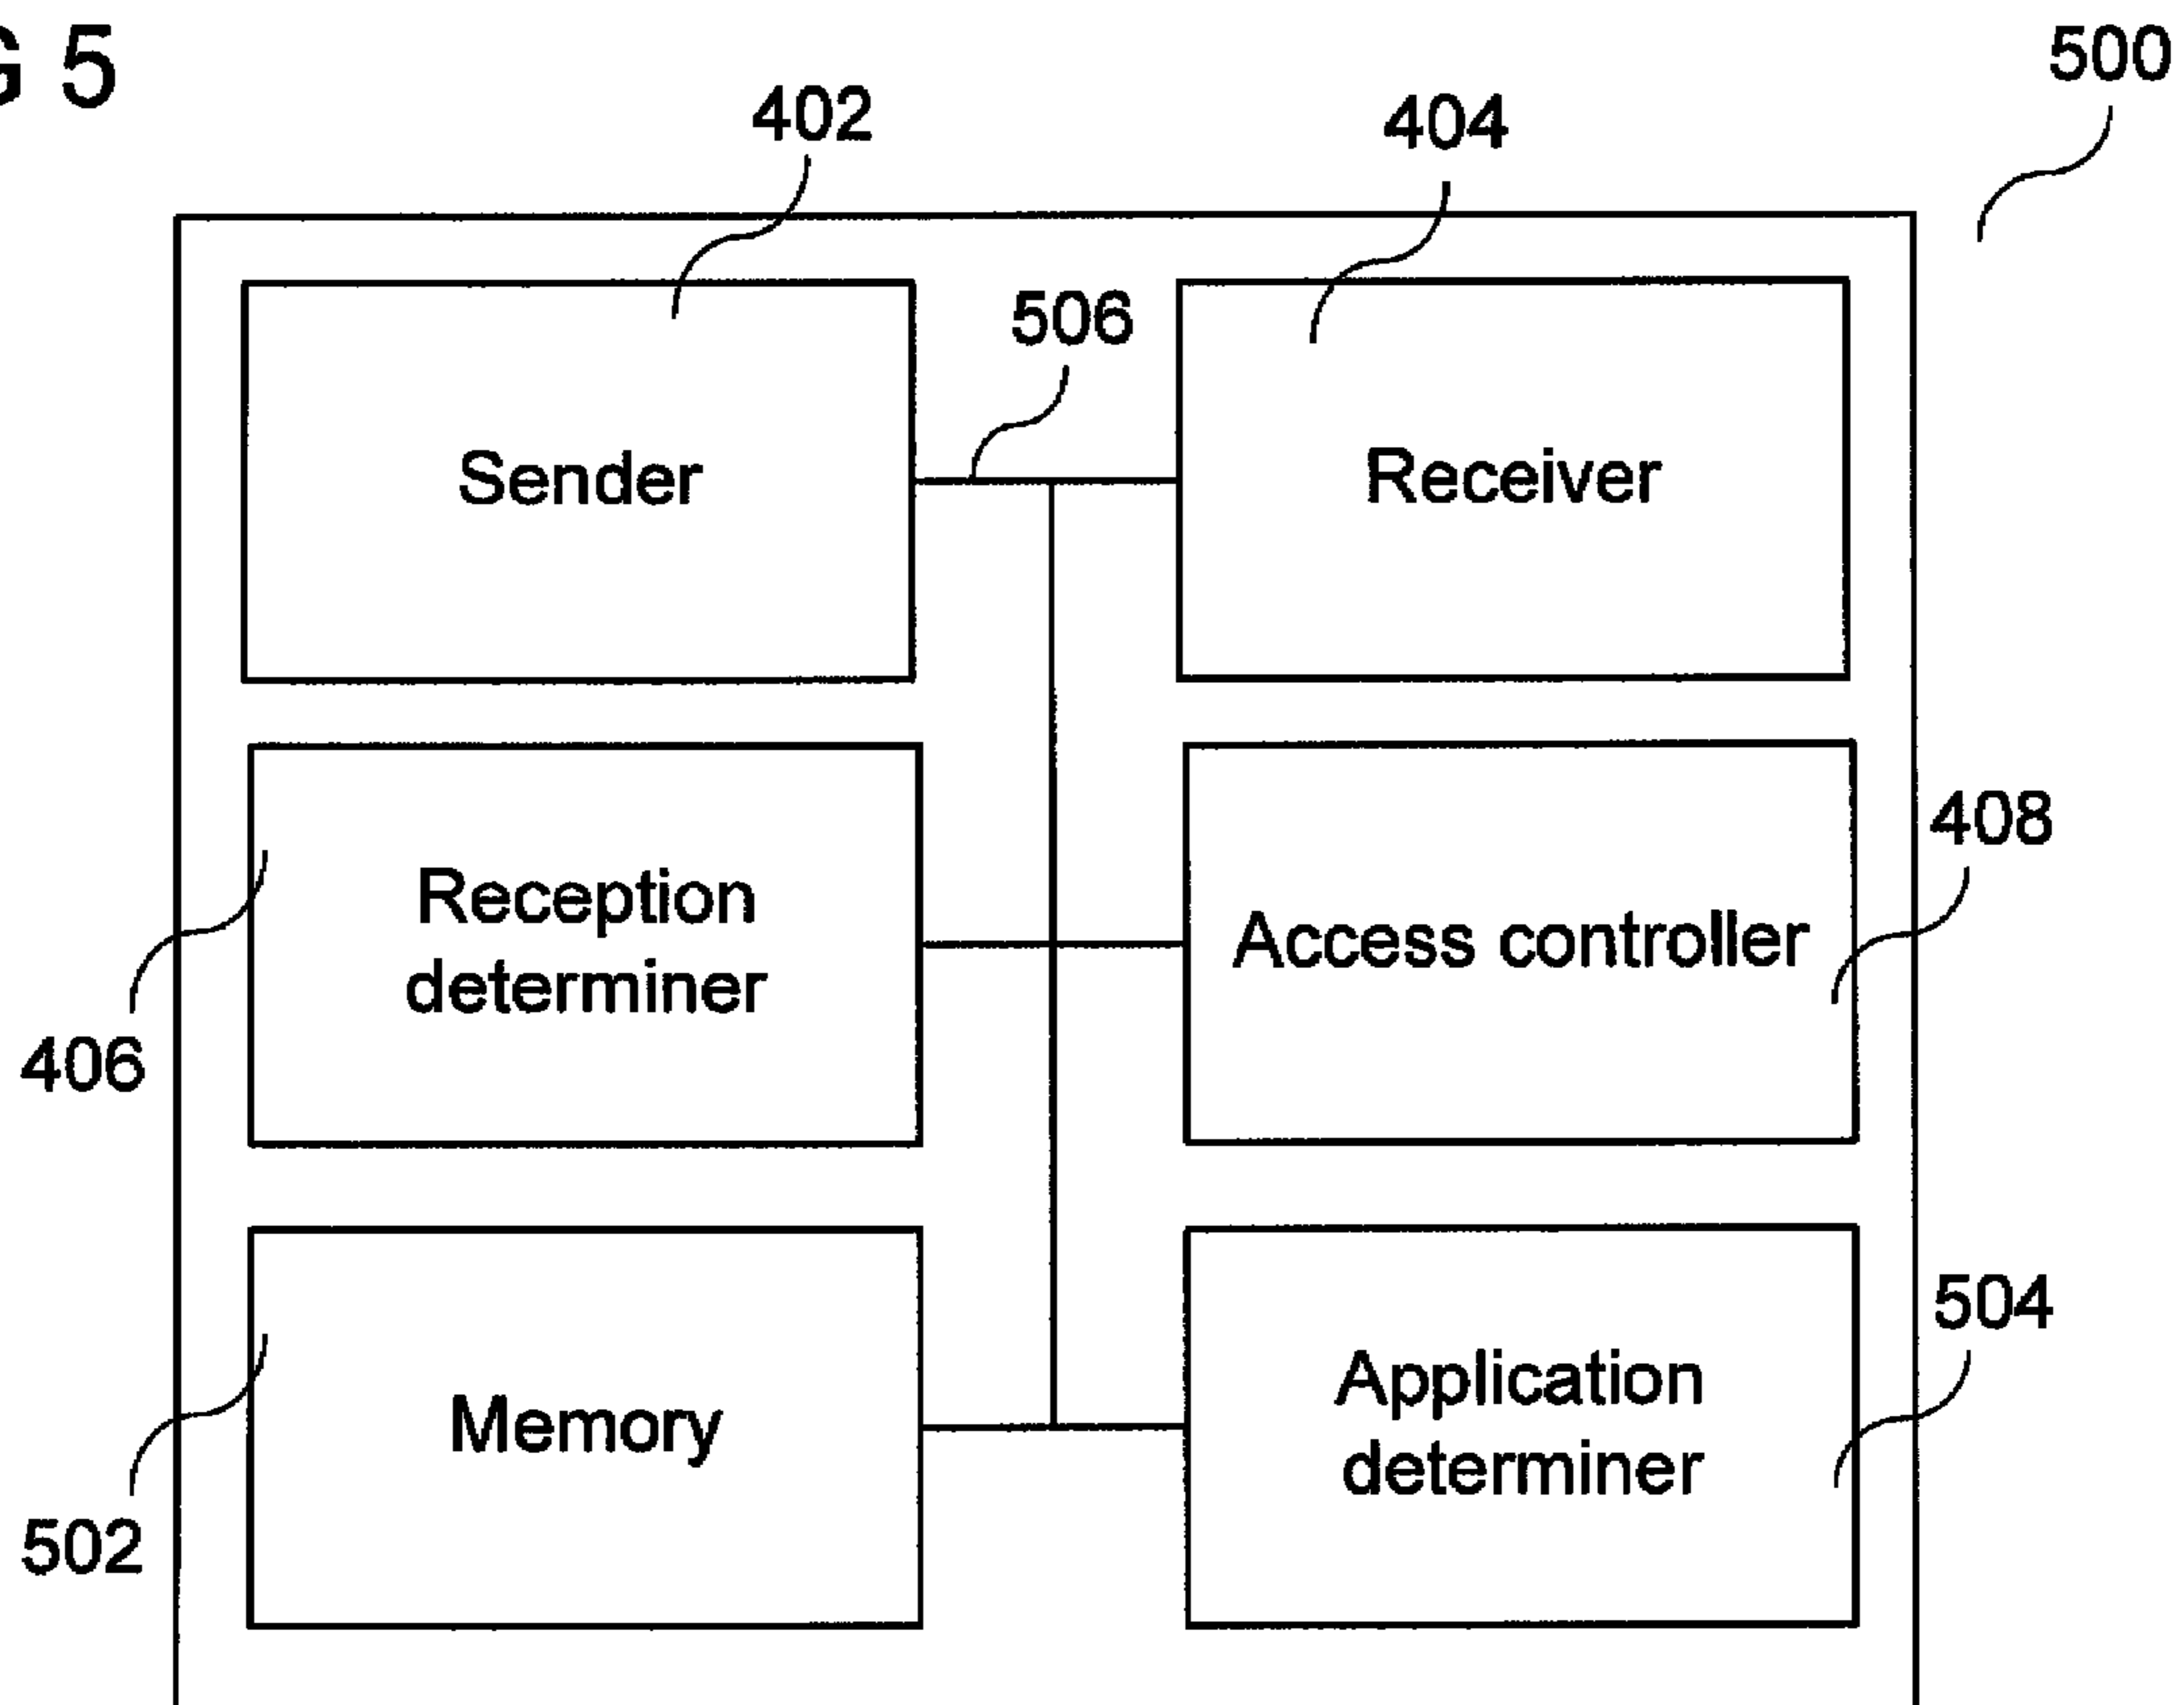 G 5
500
402
404
506
Sender
Receiver
408
Reception
determiner
Access controller
406
504
Memory
Application
determiner
502